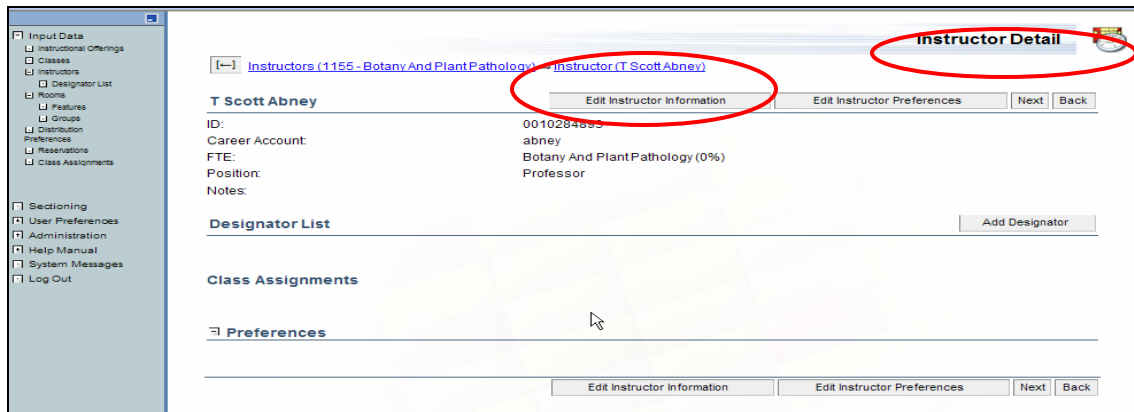 Input Data
Instructional Offerings
Classes
Instructors
Designator List
Rooms
Features
Groups
Distribution
Preferences
Reservations
Class Assignments
Sectioning
User Preferences
Administration
Help Manual
System Messages
Log Out
Instructor Detail
Instructors (1155 - Botany And Plant Pathology) Instructor (T Scott Abney)
T Scott Abney Edit Instructor Information Edit Instructor Preferences Next Back
ID: 0010284899
Career Account: abney
FTE: Botany And Plant Pathology (0%)
Position: Professor
Notes:
Designator List Add Designator
Class Assignments
Preferences
Edit Instructor Information Edit Instructor Preferences Next Back